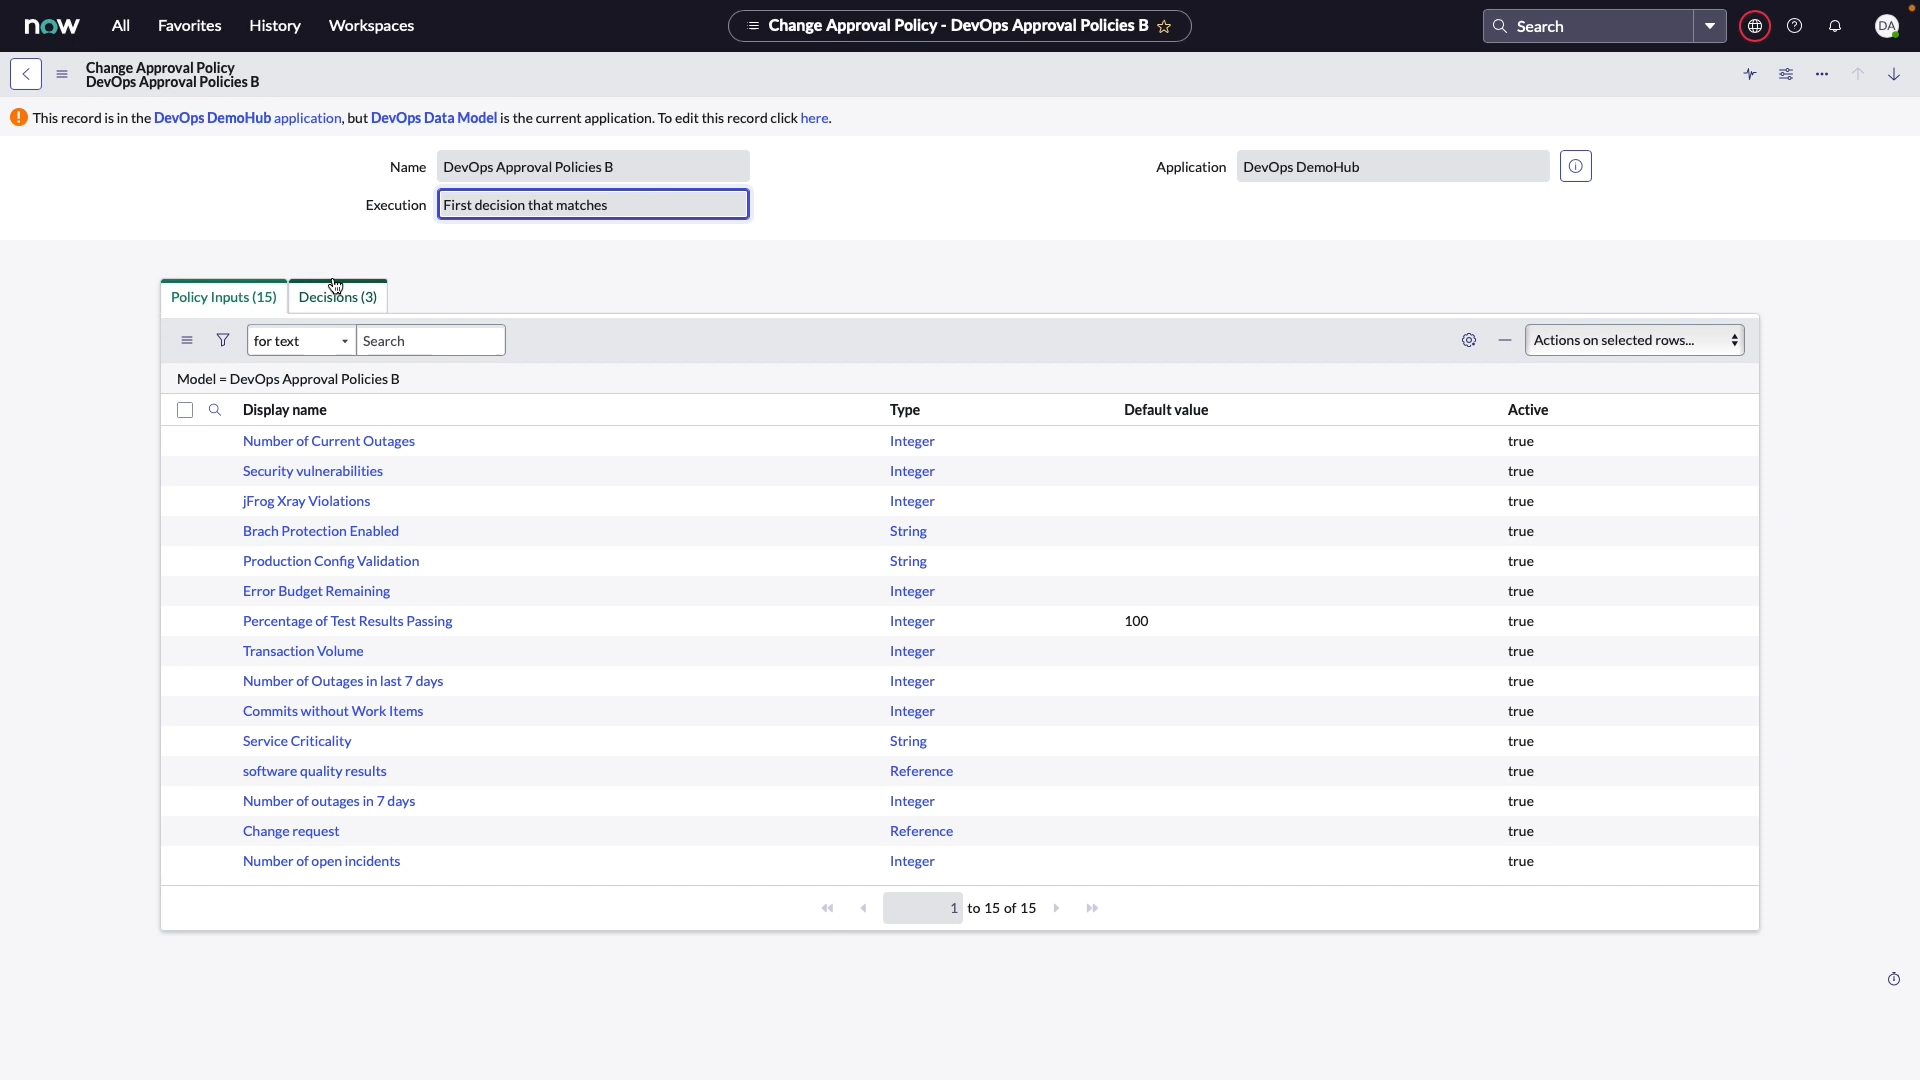 now All Favorites History Workspaces Change Approval Policy - DevOps Approval Policies B Search DA
Change Approval Policy
DevOps Approval Policies B
This record is in the DevOps DemoHub application, but DevOps Data Model is the current application. To edit this record click here.
Name DevOps Approval Policies B Application DevOps DemoHub
Execution First decision that matches
Policy Inputs (15) Decisions (3)
for text Search Actions on selected rows...
Model = DevOps Approval Policies B
Display name Type Default value Active
Number of Current Outages Integer true
Security vulnerabilities Integer true
jFrog Xray Violations Integer true
Brach Protection Enabled String true
Production Config Validation String true
Error Budget Remaining Integer true
Percentage of Test Results Passing Integer 100 true
Transaction Volume Integer true
Number of Outages in last 7 days Integer true
Commits without Work Items Integer true
Service Criticality String true
software quality results Reference true
Number of outages in 7 days Integer true
Change request Reference true
Number of open incidents Integer true
1 to 15 of 15